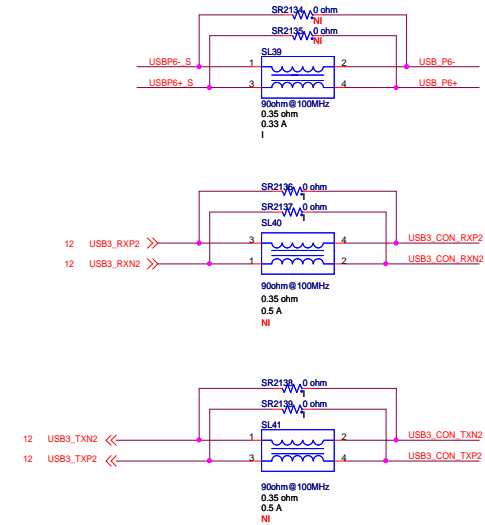 SR2134 0 ohm
NI
SR2135 0 ohm
NI
SL39
USBP6-_S 1 2 USB_P6-
USBP6+_S 3 4 USB_P6+
90ohm@100MHz
0.35 ohm
0.33 A
I
SR2136 0 ohm
I
SR2137 0 ohm
I
SL40
12 USB3_RXP2 3 4 USB3_CON_RXP2
12 USB3_RXN2 1 2 USB3_CON_RXN2
90ohm@100MHz
0.35 ohm
0.5 A
NI
SR2138 0 ohm
I
SR2139 0 ohm
I
SL41
12 USB3_TXN2 1 2 USB3_CON_TXN2
12 USB3_TXP2 3 4 USB3_CON_TXP2
90ohm@100MHz
0.35 ohm
0.5 A
NI